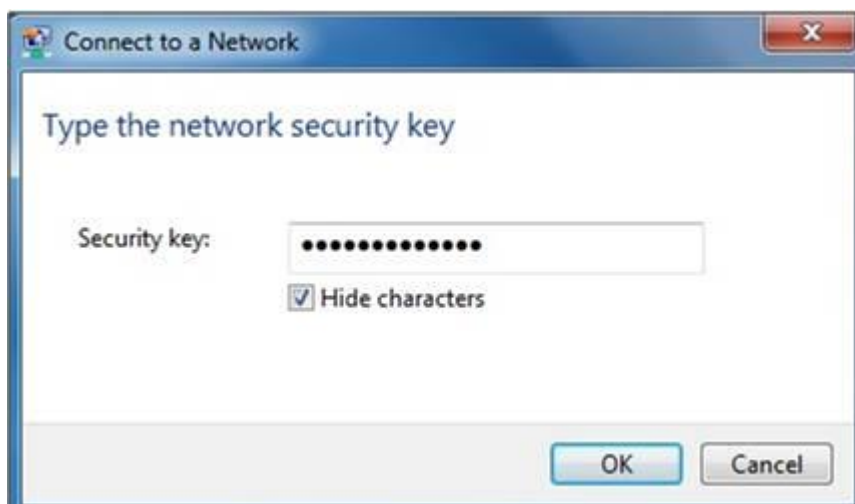 Connect to a Network
Type the network security key
Security key: •••••••••••••
Hide characters
OK Cancel